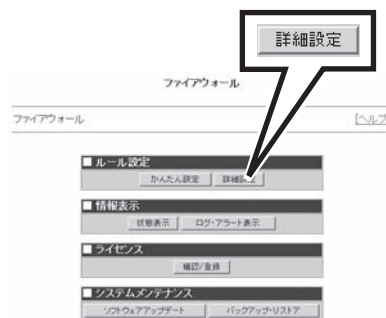 詳細設定
ファイアウォール
ファイアウォール [ヘルプ
■ ルール設定
かんたん設定 詳細設定
■ 情報表示
状態表示 ログ・アラート表示
■ ライセンス
確認/登録
■ システムメンテナンス
ソフトウェアアップデート バックアップ・リストア